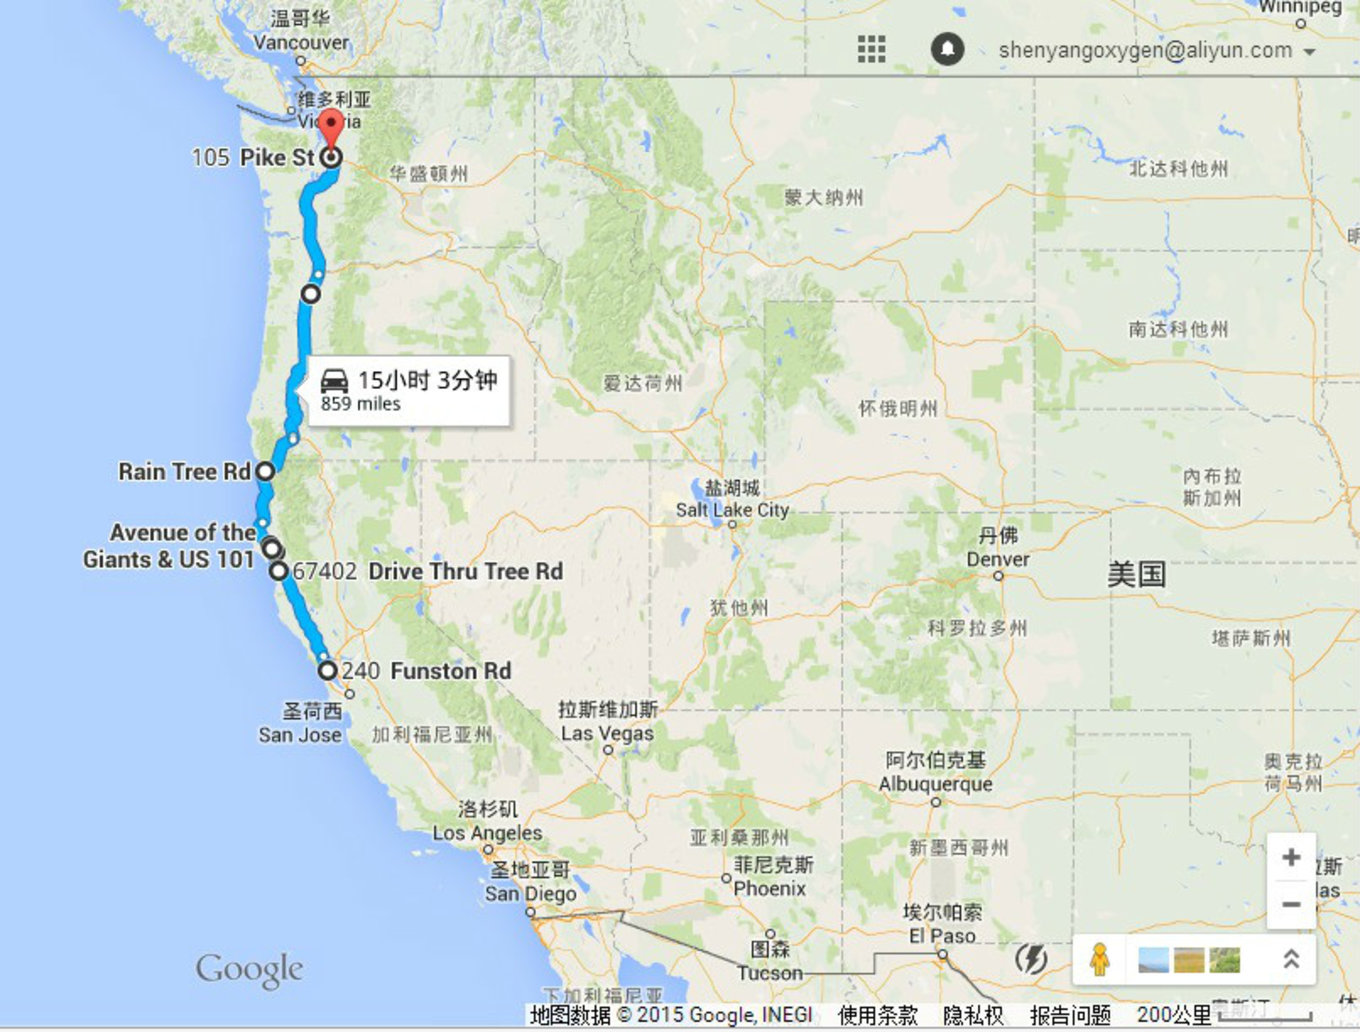 温哥华
Vancouver
Winnipeg
shenyangoxygen@aliyun.com
维多利亚
Victoria
105 Pike St
华盛顿州
蒙大纳州
北达科他州
南达科他州
15小时 3分钟
859 miles
爱达荷州
怀俄明州
Rain Tree Rd
盐湖城
Salt Lake City
内布拉
斯加州
Avenue of the
Giants & US 101
67402 Drive Thru Tree Rd
丹佛
Denver
美国
犹他州
科罗拉多州
堪萨斯州
240 Funston Rd
圣荷西
San Jose
加利福尼亚州
拉斯维加斯
Las Vegas
阿尔伯克基
Albuquerque
奥克拉
荷马州
洛杉矶
Los Angeles
亚利桑那州
新墨西哥州
圣地亚哥
San Diego
菲尼克斯
Phoenix
埃尔帕索
El Paso
图森
Tucson
Google
下加利福尼亚
地图数据 © 2015 Google, INEGI 使用条款 隐私权 报告问题 200公里